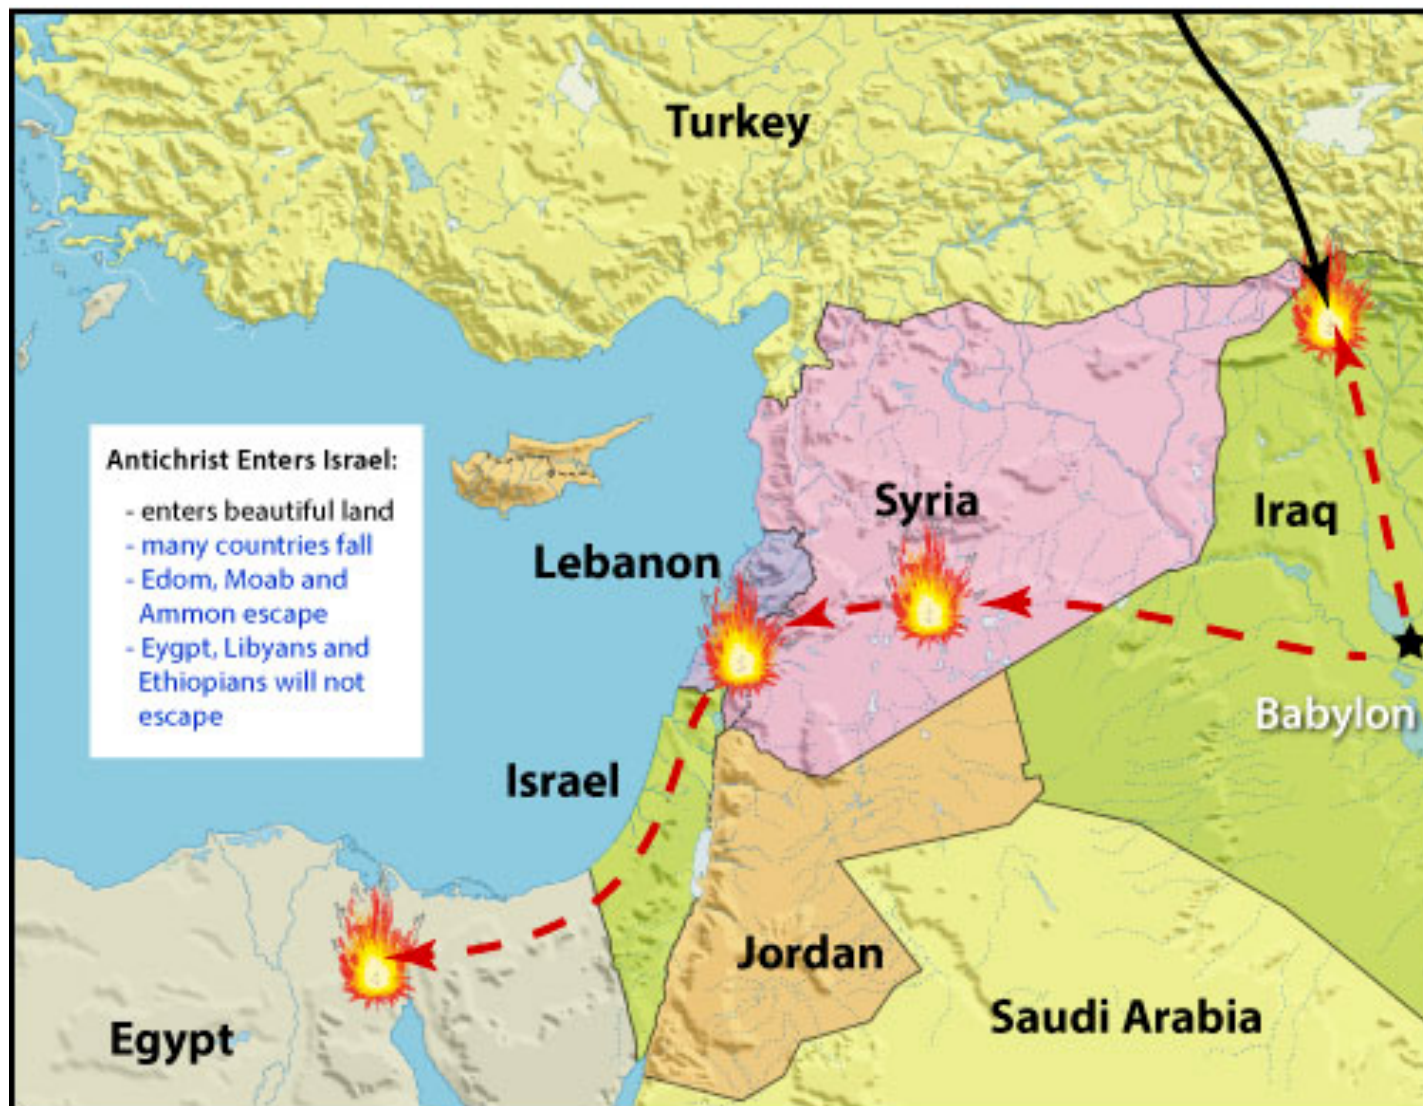 Turkey
Antichrist Enters Israel:
- enters beautiful land
- many countries fall
- Edom, Moab and
Ammon escape
- Eygpt, Libyans and
Ethiopians will not
escape
Syria
Iraq
Lebanon
Babylon
Israel
Jordan
Saudi Arabia
Egypt